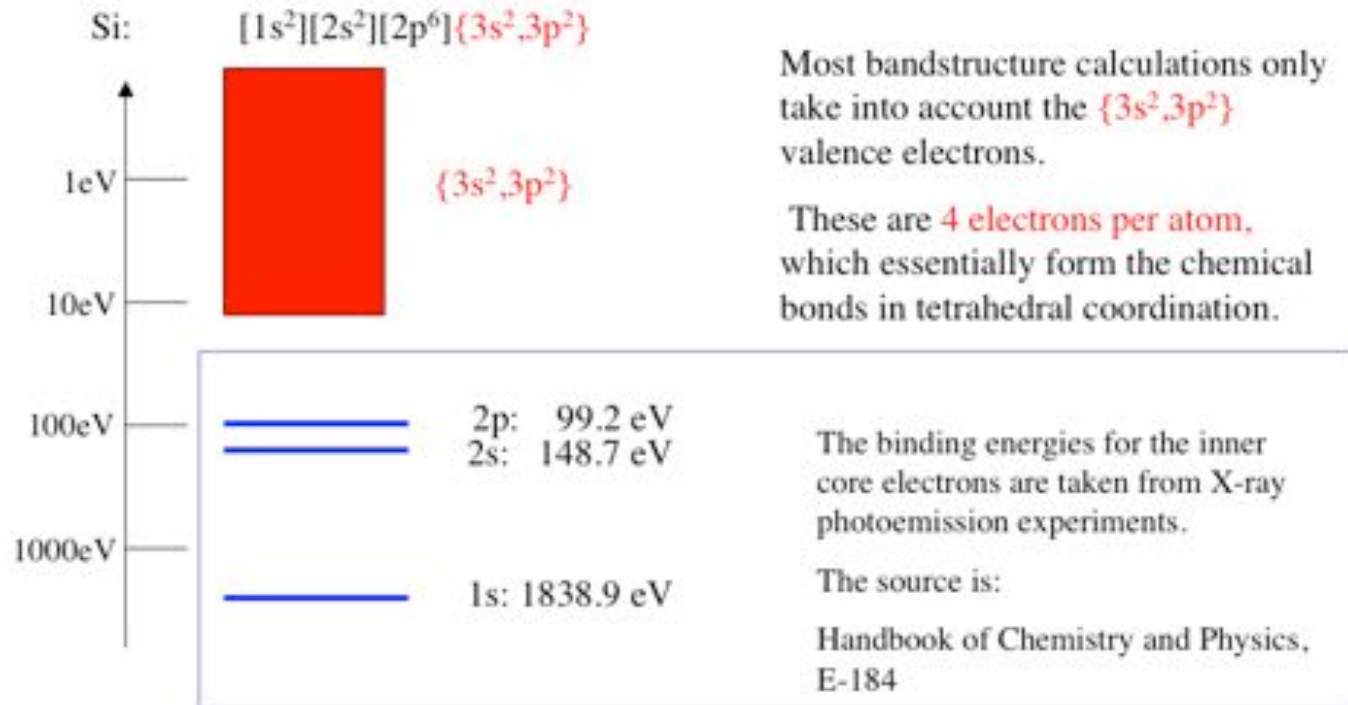 Si: [1s²][2s²][2p⁶]{3s²,3p²}
1eV
10eV
100eV
1000eV
{3s²,3p²}
2p: 99.2 eV
2s: 148.7 eV
1s: 1838.9 eV
Most bandstructure calculations only
take into account the {3s²,3p²}
valence electrons.
These are 4 electrons per atom,
which essentially form the chemical
bonds in tetrahedral coordination.
The binding energies for the inner
core electrons are taken from X-ray
photoemission experiments.
The source is:
Handbook of Chemistry and Physics,
E-184